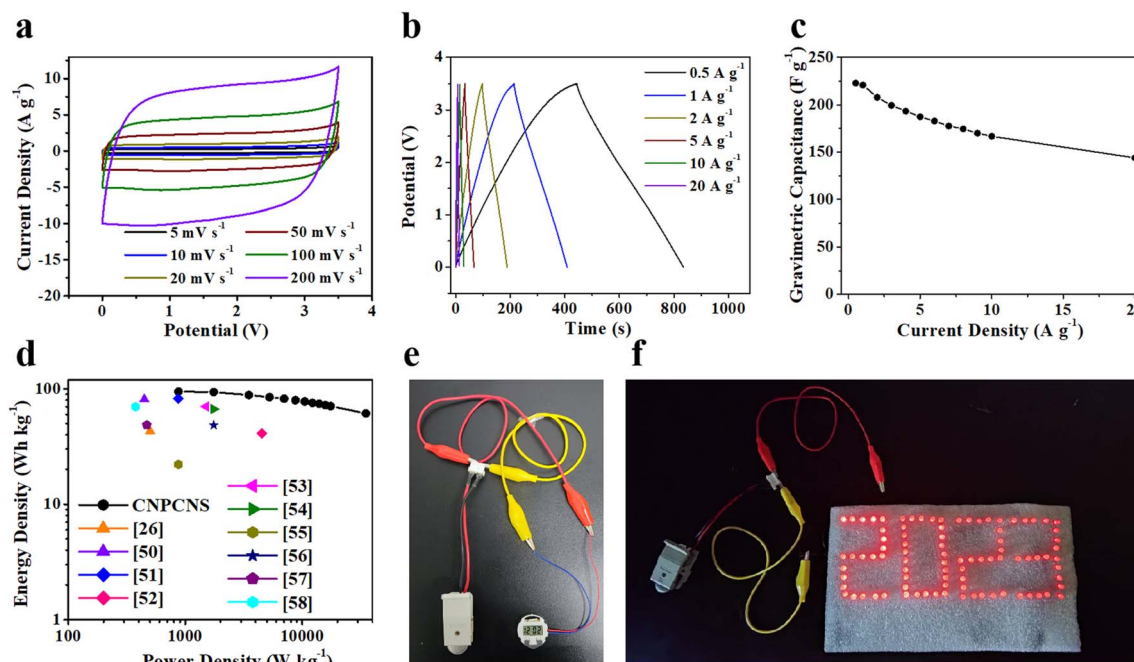 a
Current Density (A g⁻¹)
10
5
0
-5
-10
-15
-20
5 mV s⁻¹
10 mV s⁻¹
20 mV s⁻¹
50 mV s⁻¹
100 mV s⁻¹
200 mV s⁻¹
0 1 2 3 4
Potential (V)
b
Potential (V)
4
3
2
1
0
0.5 A g⁻¹
1 A g⁻¹
2 A g⁻¹
5 A g⁻¹
10 A g⁻¹
20 A g⁻¹
0 200 400 600 800 1000
Time (s)
c
Gravimetric Capacitance (F g⁻¹)
250
200
150
100
50
0
0 5 10 15 20
Current Density (A g⁻¹)
d
Energy Density (Wh kg⁻¹)
100
10
1
CNPCNS
[26]
[50]
[51]
[52]
[53]
[54]
[55]
[56]
[57]
[58]
100 1000 10000
Power Density (W kg⁻¹)
e
12:02
f
2023